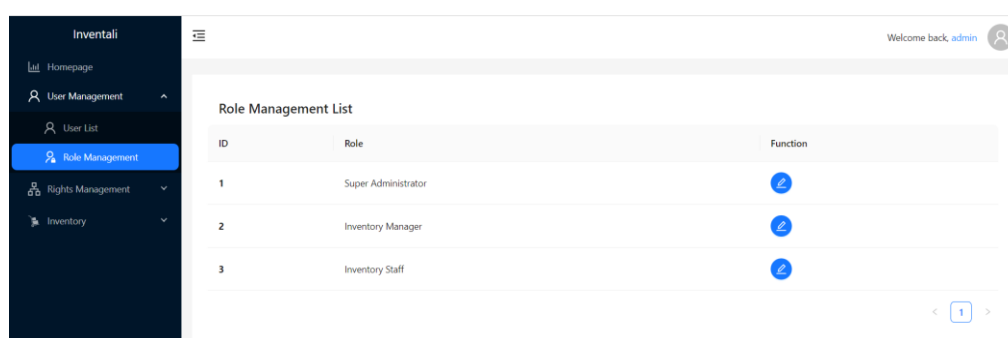 Inventali
Welcome back, admin
Homepage
User Management
User List
Role Management
Rights Management
Inventory
Role Management List
ID Role Function
1 Super Administrator
2 Inventory Manager
3 Inventory Staff
< 1 >